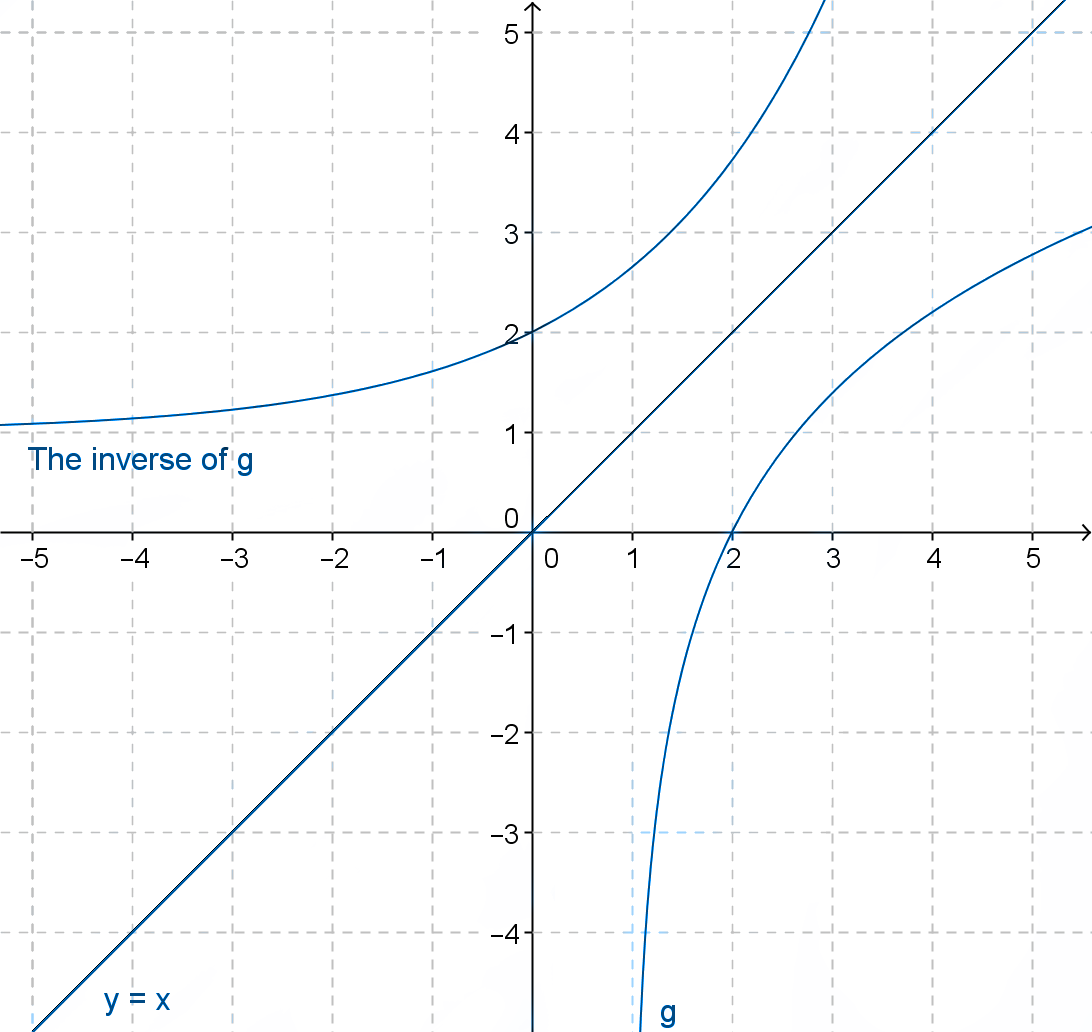 5
4
3
2
1
The inverse of g
0
–5 –4 –3 –2 –1 0 1 2 3 4 5
–1
–2
–3
–4
y = x
g